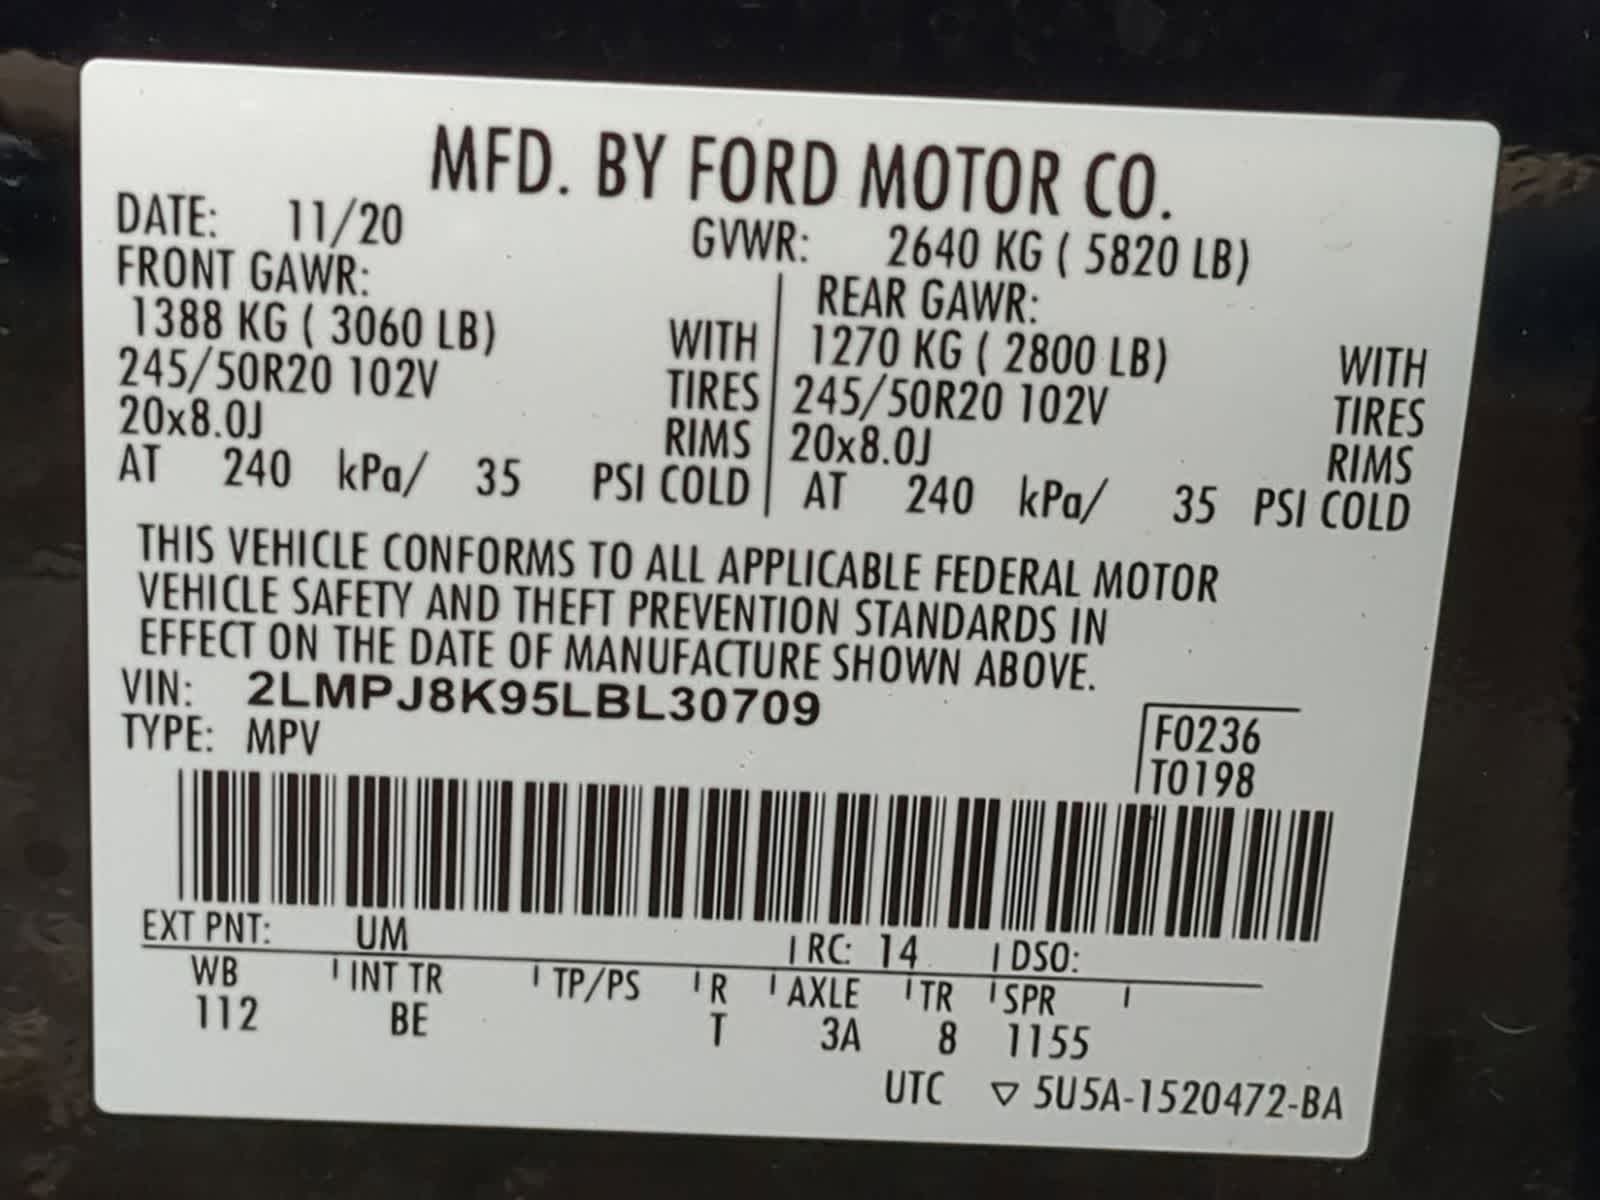 MFD. BY FORD MOTOR CO.
DATE: 11/20 GVWR: 2640 KG ( 5820 LB)
FRONT GAWR: REAR GAWR:
1388 KG ( 3060 LB) WITH 1270 KG ( 2800 LB) WITH
245/50R20 102V TIRES 245/50R20 102V TIRES
20x8.0J RIMS 20x8.0J RIMS
AT 240 kPa/ 35 PSI COLD AT 240 kPa/ 35 PSI COLD
THIS VEHICLE CONFORMS TO ALL APPLICABLE FEDERAL MOTOR
VEHICLE SAFETY AND THEFT PREVENTION STANDARDS IN
EFFECT ON THE DATE OF MANUFACTURE SHOWN ABOVE.
VIN: 2LMPJ8K95LBL30709
TYPE: MPV
F0236
T0198
EXT PNT: UM RC: 14 DSO:
WB INT TR TP/PS R AXLE TR SPR
112 BE T 3A 8 1155
UTC ▽ 5U5A-1520472-BA